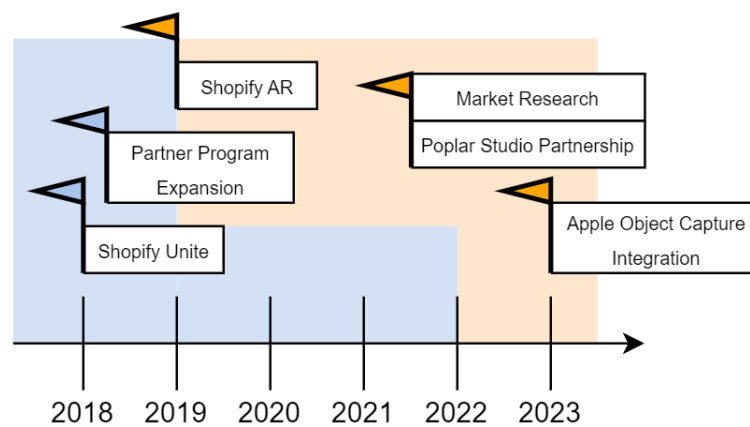 Shopify AR
Market Research
Poplar Studio Partnership
Partner Program
Expansion
Shopify Unite
Apple Object Capture
Integration
2018
2019
2020
2021
2022
2023